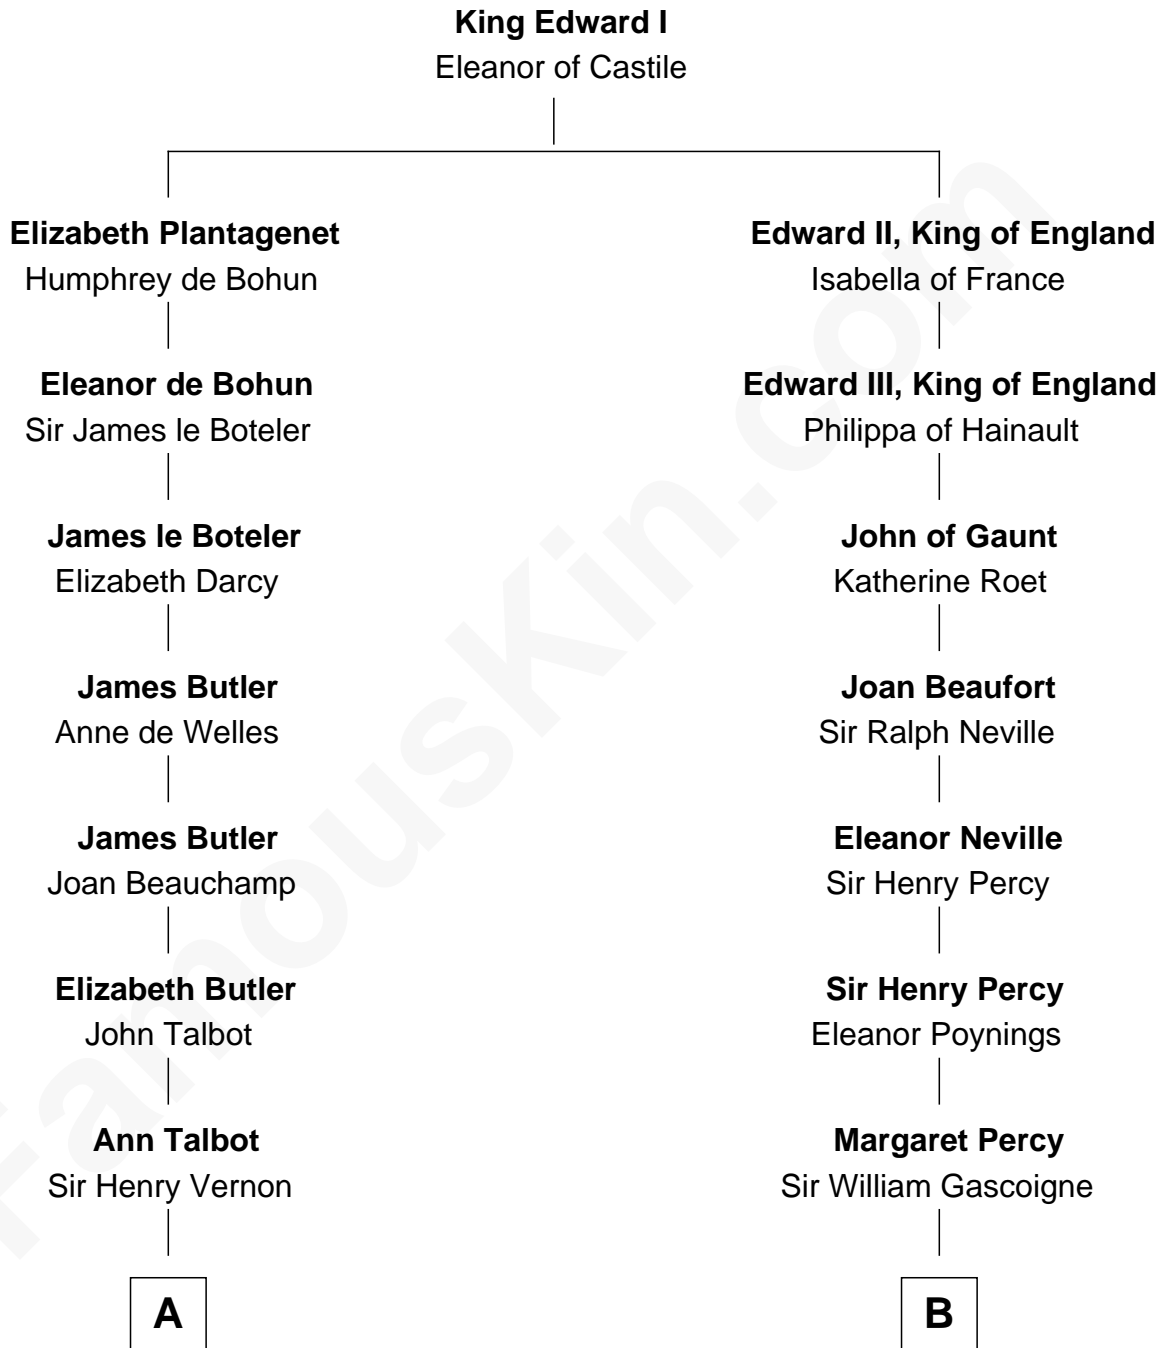 King Edward I
Eleanor of Castile
Elizabeth Plantagenet
Humphrey de Bohun
Edward II, King of England
Isabella of France
Eleanor de Bohun
Sir James le Boteler
Edward III, King of England
Philippa of Hainault
James le Boteler
Elizabeth Darcy
John of Gaunt
Katherine Roet
James Butler
Anne de Welles
Joan Beaufort
Sir Ralph Neville
James Butler
Joan Beauchamp
Eleanor Neville
Sir Henry Percy
Elizabeth Butler
John Talbot
Sir Henry Percy
Eleanor Poynings
Ann Talbot
Sir Henry Vernon
Margaret Percy
Sir William Gascoigne
A
B
FamousKin.com